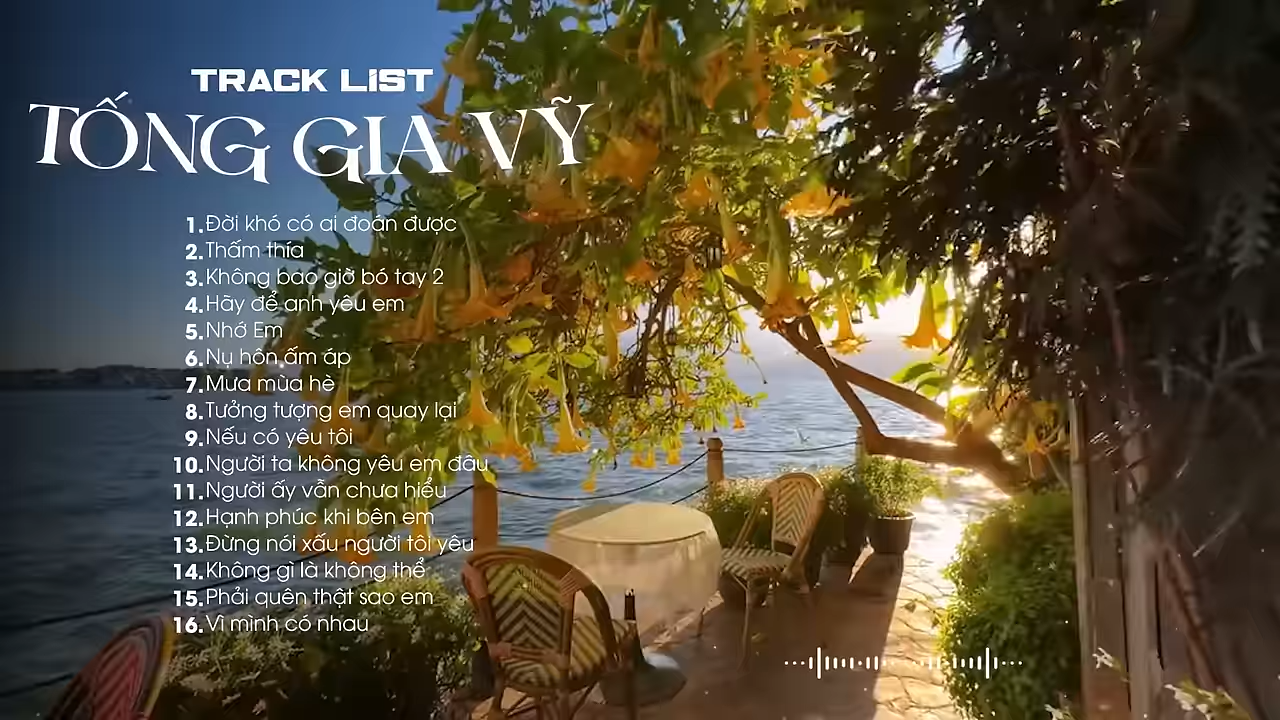 TRACK LIST
TỐNG GIA VỸ
1. Đời khó có ai đoán được
2. Thấm thía
3. Không bao giờ bó tay 2
4. Hãy để anh yêu em
5. Nhớ Em
6. Nụ hôn ấm áp
7. Mưa mùa hè
8. Tưởng tượng em quay lại
9. Nếu có yêu tôi
10. Người ta không yêu em đâu
11. Người ấy vẫn chưa hiểu
12. Hạnh phúc khi bên em
13. Đừng nói xấu người tôi yêu
14. Không gì là không thể
15. Phải quên thật sao em
16. Vì mình có nhau